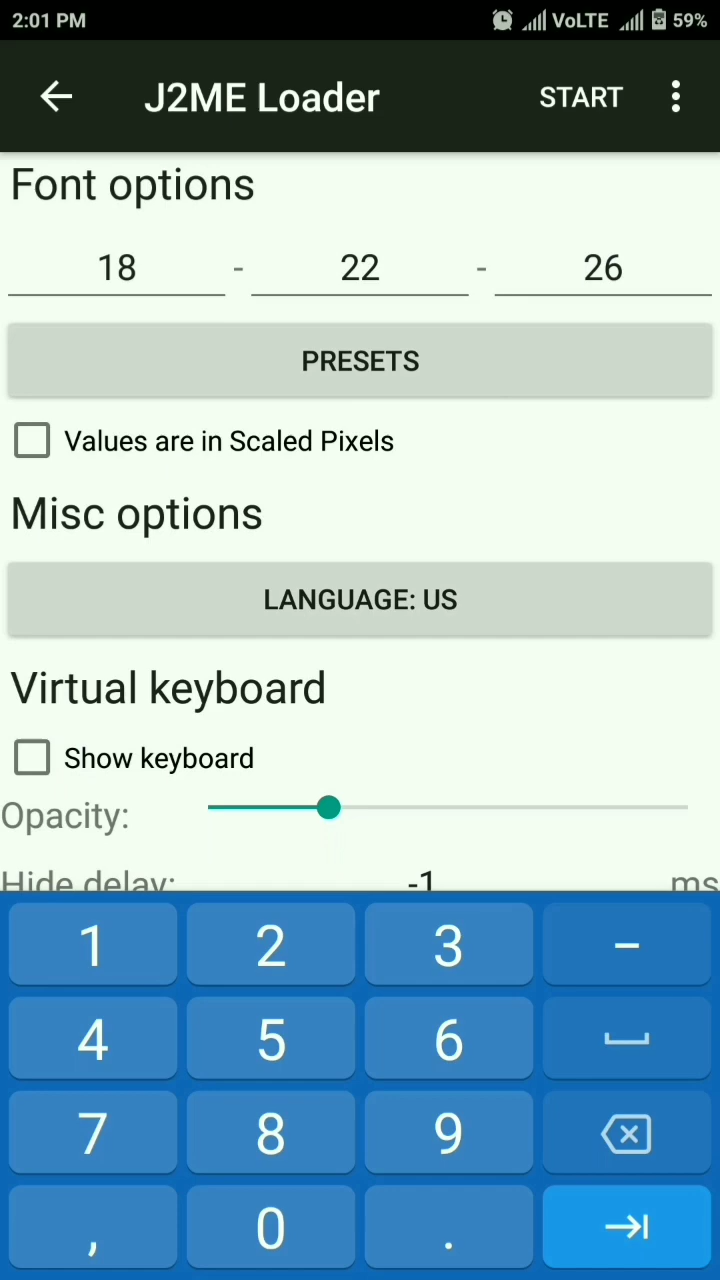 2:01 PM VoLTE 59%
J2ME Loader START
Font options
18 - 22 - 26
PRESETS
Values are in Scaled Pixels
Misc options
LANGUAGE: US
Virtual keyboard
Show keyboard
Opacity:
Hide delay: -1 ms
1 2 3 −
4 5 6
7 8 9
, 0 .